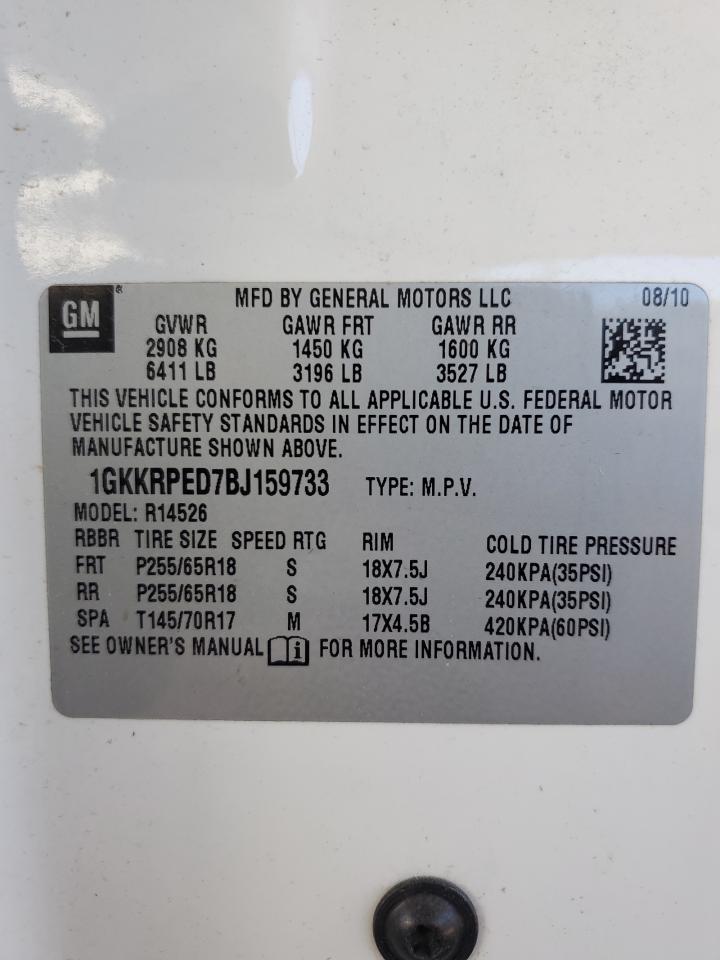 GM® MFD BY GENERAL MOTORS LLC 08/10
GVWR GAWR FRT GAWR RR
2908 KG 1450 KG 1600 KG
6411 LB 3196 LB 3527 LB
THIS VEHICLE CONFORMS TO ALL APPLICABLE U.S. FEDERAL MOTOR
VEHICLE SAFETY STANDARDS IN EFFECT ON THE DATE OF
MANUFACTURE SHOWN ABOVE.
1GKKRPED7BJ159733 TYPE: M.P.V.
MODEL: R14526
RBBR TIRE SIZE SPEED RTG RIM COLD TIRE PRESSURE
FRT P255/65R18 S 18X7.5J 240KPA(35PSI)
RR P255/65R18 S 18X7.5J 240KPA(35PSI)
SPA T145/70R17 M 17X4.5B 420KPA(60PSI)
SEE OWNER'S MANUAL i FOR MORE INFORMATION.